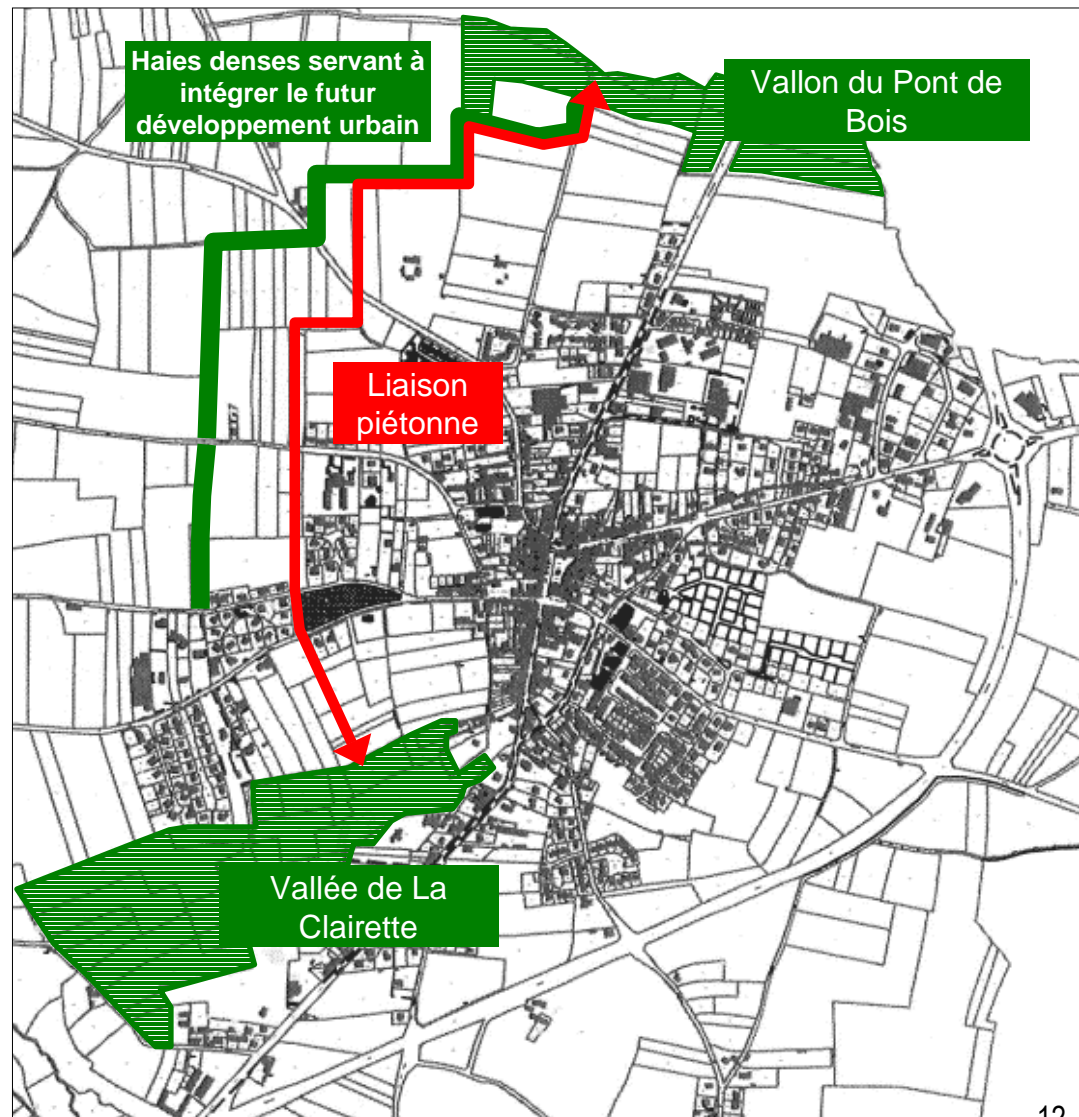 Haies denses servant à
intégrer le futur
développement urbain
Vallon du Pont de
Bois
Liaison
piétonne
Vallée de La
Clairette
12